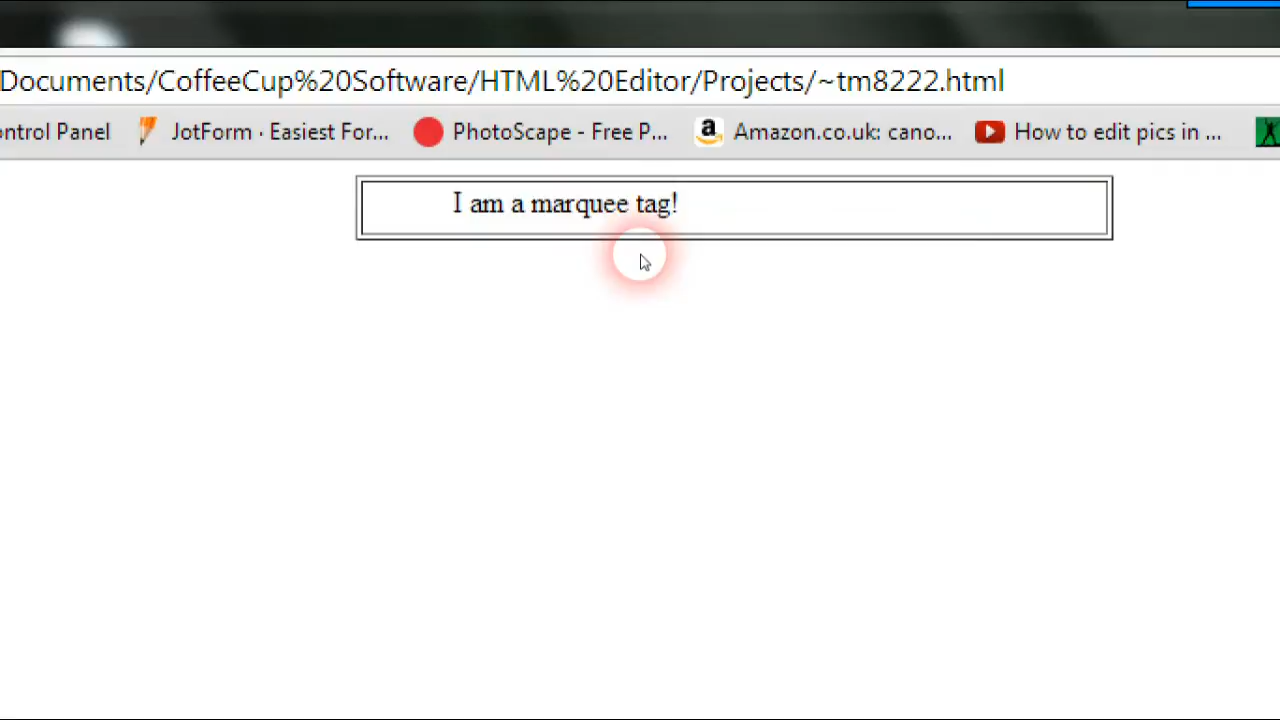 Documents/CoffeeCup%20Software/HTML%20Editor/Projects/~tm8222.html
ontrol Panel JotForm · Easiest For... PhotoScape - Free P... Amazon.co.uk: cano... How to edit pics in ...
I am a marquee tag!